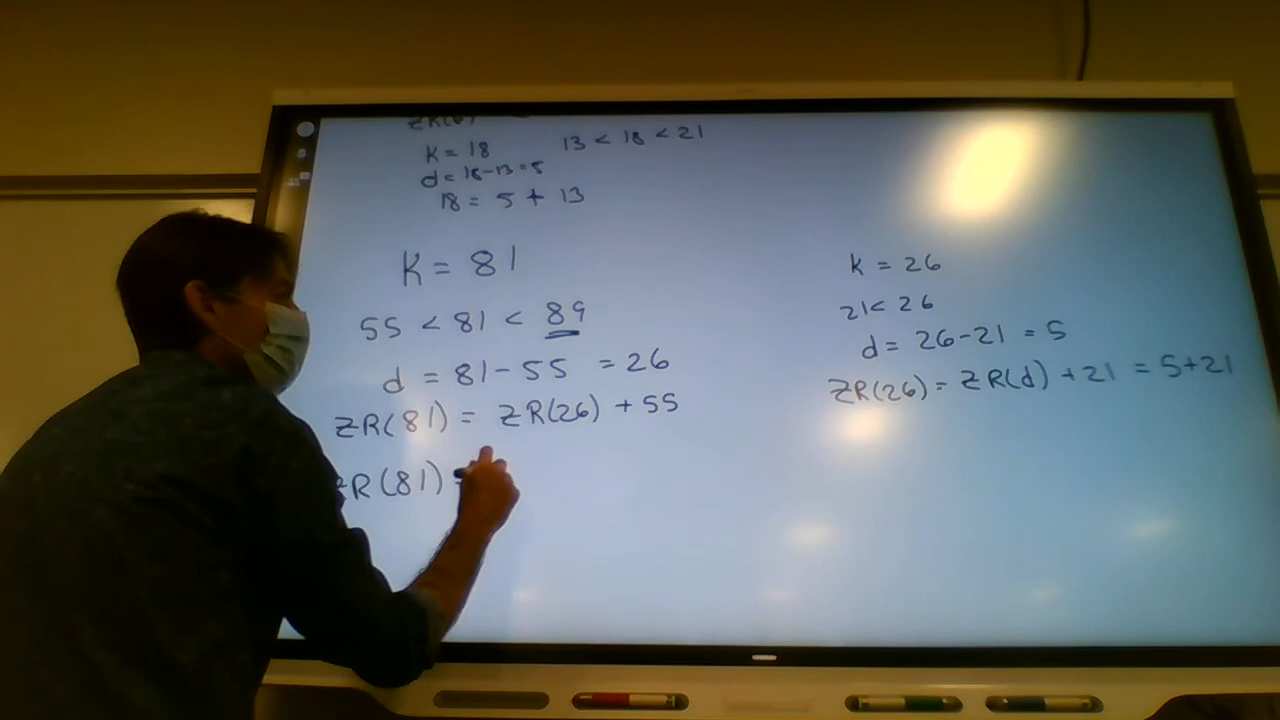 ZR(6)
K = 18 13 < 18 < 21
d = 18-13=5
18 = 5 + 13
K = 81
55 < 81 < 89
d = 81 - 55 = 26
ZR(81) = ZR(26) + 55
ZR(81) =
K = 26
21 < 26
d = 26-21 = 5
ZR(26) = ZR(d) + 21 = 5+21